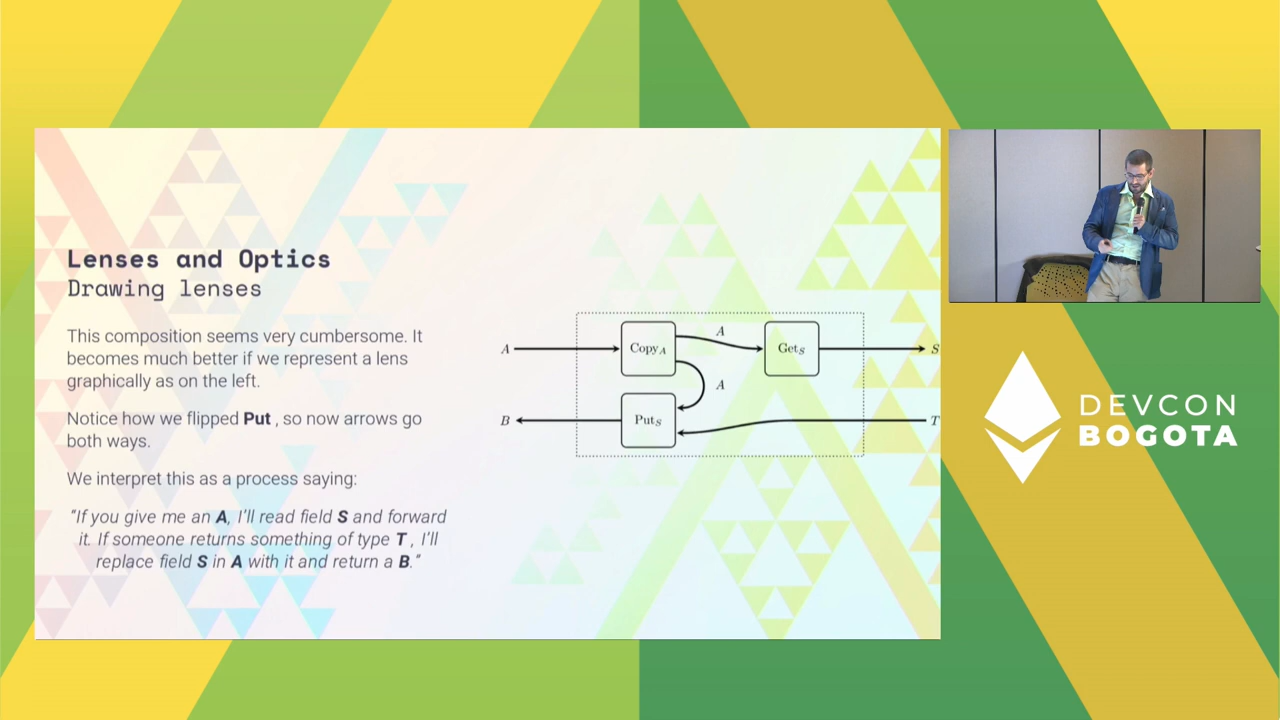 Lenses and Optics
Drawing lenses
This composition seems very cumbersome. It
becomes much better if we represent a lens
graphically as on the left.
Notice how we flipped Put , so now arrows go
both ways.
We interpret this as a process saying:
"If you give me an A, I'll read field S and forward
it. If someone returns something of type T , I'll
replace field S in A with it and return a B."
A
Copy_A
A
Get_S
S
A
B
Put_S
T
DEVCON
BOGOTA